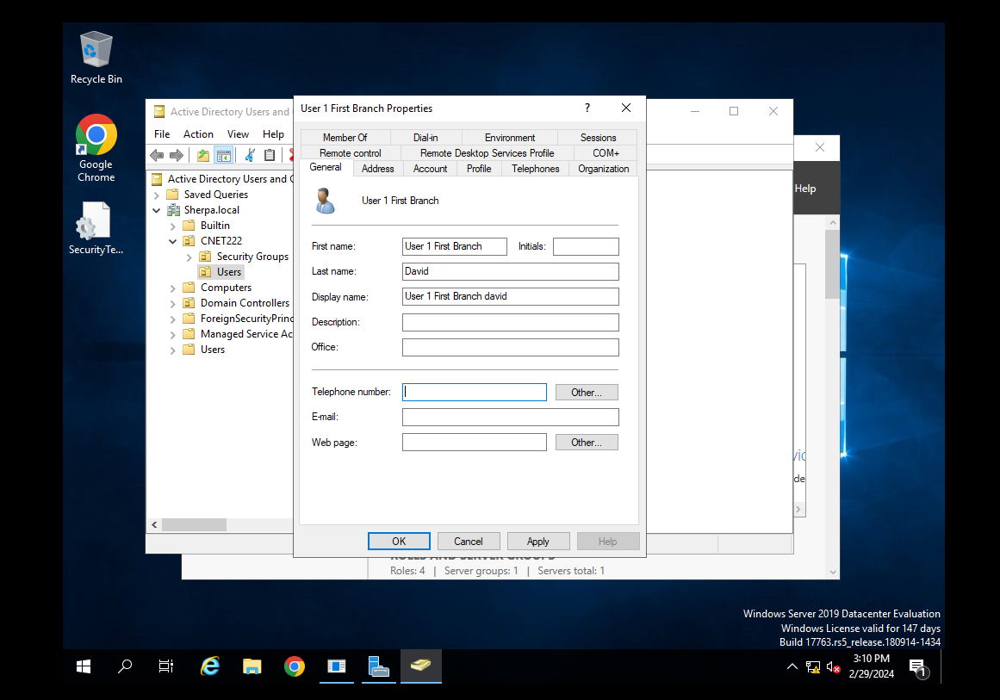 Recycle Bin
Google
Chrome
SecurityTe...
Active Directory Users and
File Action View Help
Active Directory Users and C
Saved Queries
Sherpa.local
Builtin
CNET222
Security Groups
Users
Computers
Domain Controllers
ForeignSecurityPrinc
Managed Service Ac
Users
User 1 First Branch Properties
?
Member Of Dial-in Environment Sessions
Remote control Remote Desktop Services Profile COM+
General Address Account Profile Telephones Organization
User 1 First Branch
First name: User 1 First Branch Initials:
Last name: David
Display name: User 1 First Branch david
Description:
Office:
Telephone number: Other...
E-mail:
Web page: Other...
OK Cancel Apply Help
Help
de
ROLES AND SERVER GROUPS
Roles: 4 | Server groups: 1 | Servers total: 1
Windows Server 2019 Datacenter Evaluation
Windows License valid for 147 days
Build 17763.rs5_release.180914-1434
3:10 PM
2/29/2024
1